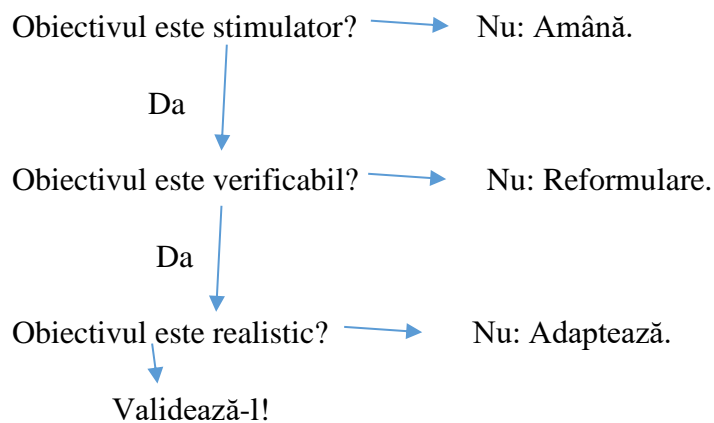 Obiectivul este stimulator? Nu: Amână.
Da
Obiectivul este verificabil? Nu: Reformulare.
Da
Obiectivul este realistic? Nu: Adaptează.
Validează-l!